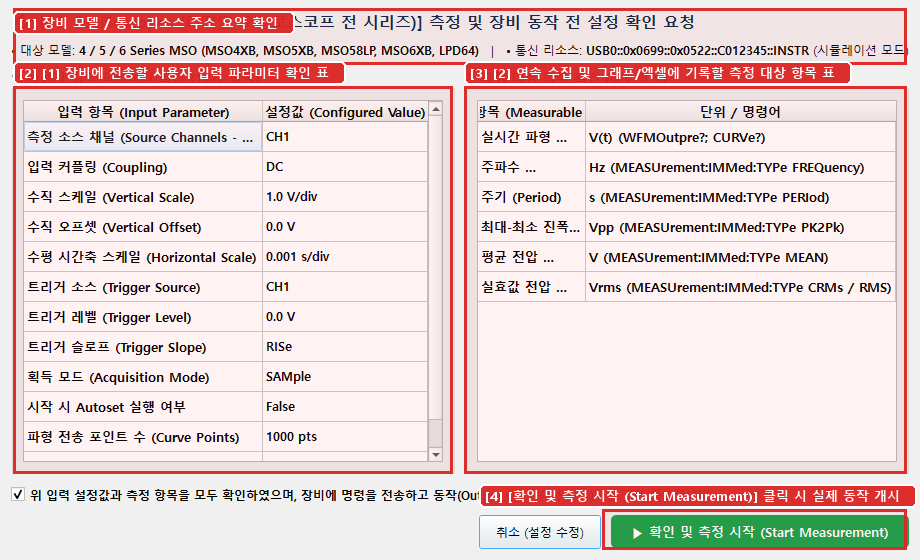 [1] 장비 모델 / 통신 리소스 주소 요약 확인
스코프 전 시리즈)] 측정 및 장비 동작 전 설정 확인 요청
• 대상 모델: 4 / 5 / 6 Series MSO (MSO4XB, MSO5XB, MSO58LP, MSO6XB, LPD64) | • 통신 리소스: USB0::0x0699::0x0522::C012345::INSTR (시뮬레이션 모드
[2] [1] 장비에 전송할 사용자 입력 파라미터 확인 표
[3] [2] 연속 수집 및 그래프/엑셀에 기록할 측정 대상 항목 표
입력 항목 (Input Parameter) 설정값 (Configured Value)
측정 소스 채널 (Source Channels - ... CH1
입력 커플링 (Coupling) DC
수직 스케일 (Vertical Scale) 1.0 V/div
수직 오프셋 (Vertical Offset) 0.0 V
수평 시간축 스케일 (Horizontal Scale) 0.001 s/div
트리거 소스 (Trigger Source) CH1
트리거 레벨 (Trigger Level) 0.0 V
트리거 슬로프 (Trigger Slope) RISe
획득 모드 (Acquisition Mode) SAMple
시작 시 Autoset 실행 여부 False
파형 전송 포인트 수 (Curve Points) 1000 pts
항목 (Measurable 단위 / 명령어
실시간 파형 ... V(t) (WFMOutpre?; CURVe?)
주파수 ... Hz (MEASUrement:IMMed:TYPe FREQuency)
주기 (Period) s (MEASUrement:IMMed:TYPe PERIod)
최대-최소 진폭... Vpp (MEASUrement:IMMed:TYPe PK2Pk)
평균 전압 ... V (MEASUrement:IMMed:TYPe MEAN)
실효값 전압 ... Vrms (MEASUrement:IMMed:TYPe CRMs / RMS)
위 입력 설정값과 측정 항목을 모두 확인하였으며, 장비에 명령을 전송하고 동작(Out
[4] [확인 및 측정 시작 (Start Measurement)] 클릭 시 실제 동작 개시
취소 (설정 수정)
▶ 확인 및 측정 시작 (Start Measurement)